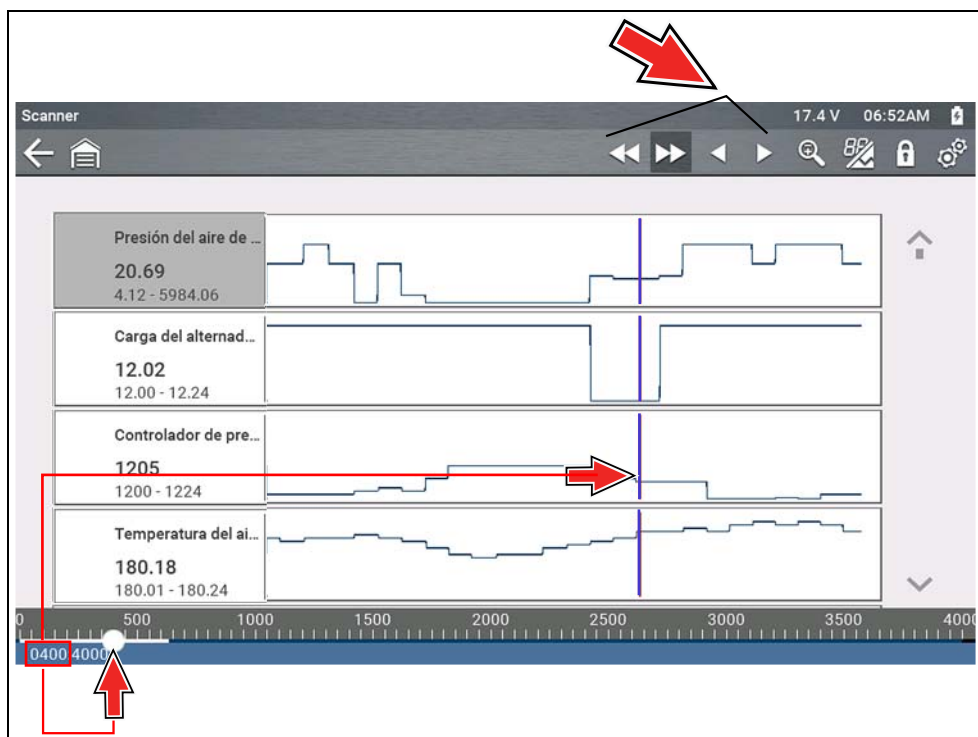 Scanner 17.4 V 06:52AM
Presión del aire de ...
20.69
4.12 - 5984.06
Carga del alternad...
12.02
12.00 - 12.24
Controlador de pre...
1205
1200 - 1224
Temperatura del ai...
180.18
180.01 - 180.24
0 500 1000 1500 2000 2500 3000 3500 4000
0400 4000